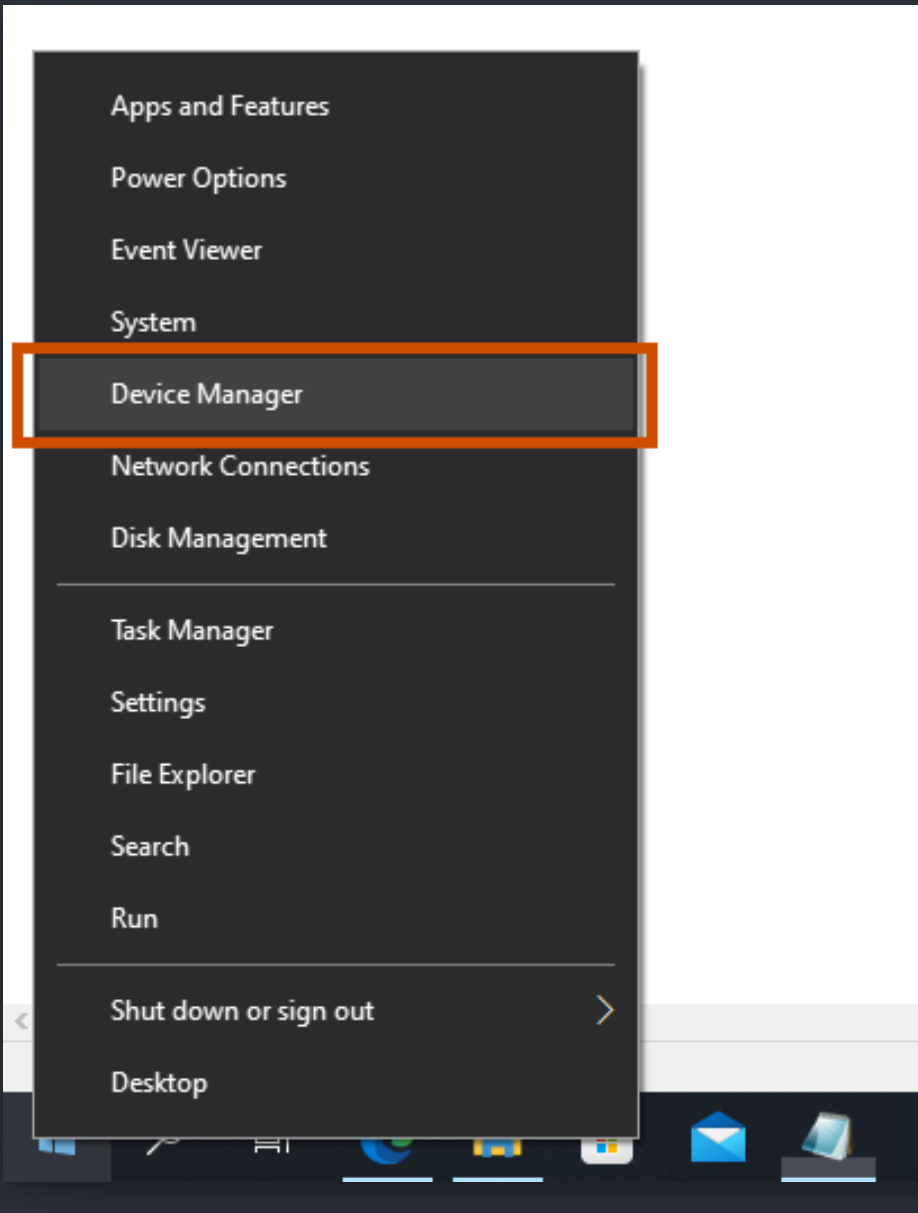 Apps and Features
Power Options
Event Viewer
System
Device Manager
Network Connections
Disk Management
Task Manager
Settings
File Explorer
Search
Run
Shut down or sign out
Desktop